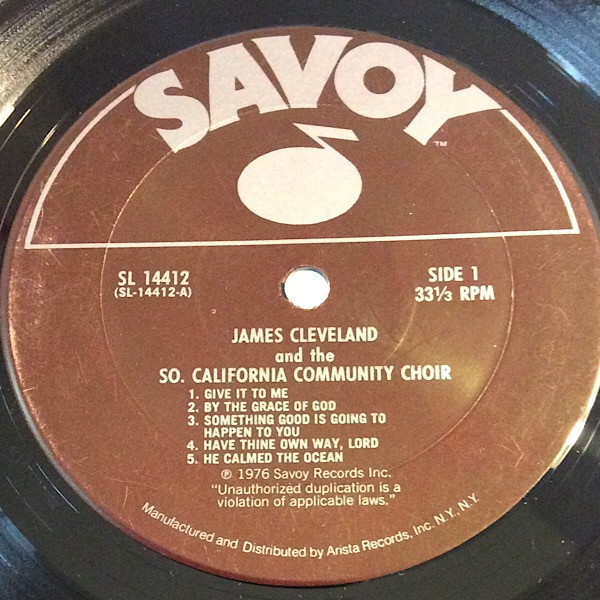 SAVOY
™
SL 14412
(SL-14412-A)
SIDE 1
33⅓ RPM
JAMES CLEVELAND
and the
SO. CALIFORNIA COMMUNITY CHOIR
1. GIVE IT TO ME
2. BY THE GRACE OF GOD
3. SOMETHING GOOD IS GOING TO
HAPPEN TO YOU
4. HAVE THINE OWN WAY, LORD
5. HE CALMED THE OCEAN
℗ 1976 Savoy Records Inc.
"Unauthorized duplication is a
violation of applicable laws."
Manufactured and Distributed by Arista Records, Inc. N.Y., N.Y.